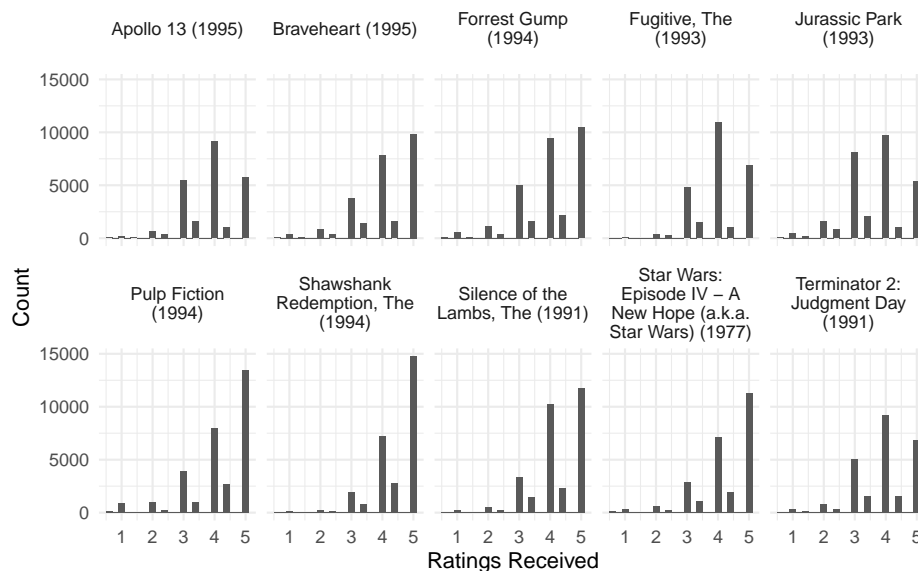 Apollo 13 (1995)
Braveheart (1995)
Forrest Gump
(1994)
Fugitive, The
(1993)
Jurassic Park
(1993)
15000
10000
5000
0
Pulp Fiction
(1994)
Shawshank
Redemption, The
(1994)
Silence of the
Lambs, The (1991)
Star Wars:
Episode IV − A
New Hope (a.k.a.
Star Wars) (1977)
Terminator 2:
Judgment Day
(1991)
15000
10000
5000
0
1 2 3 4 5
1 2 3 4 5
1 2 3 4 5
1 2 3 4 5
1 2 3 4 5
Count
Ratings Received